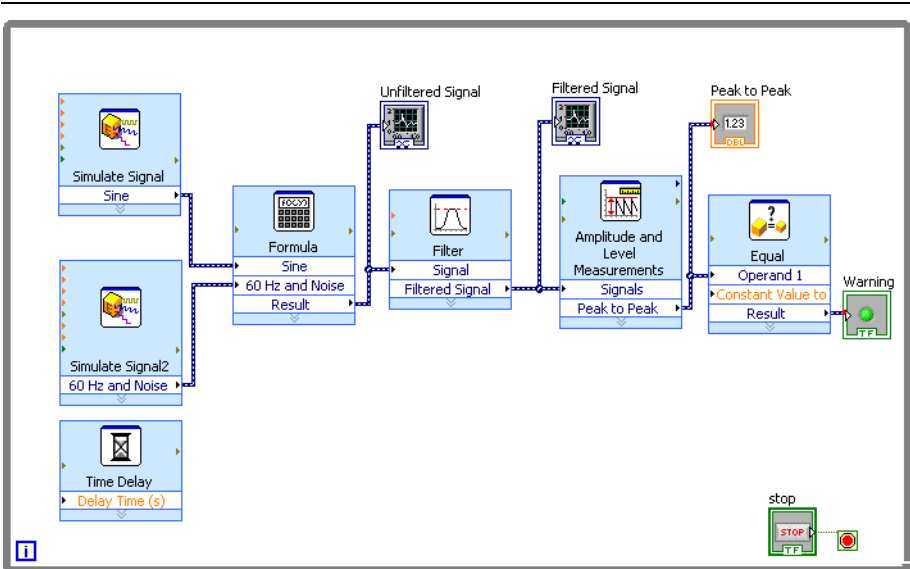 Unfiltered Signal
Filtered Signal
Peak to Peak
1.23
DBL
Simulate Signal
Sine
FOC(X)
Formula
Sine
60 Hz and Noise
Result
Filter
Signal
Filtered Signal
Amplitude and
Level
Measurements
Signals
Peak to Peak
?
=
Equal
Operand 1
Constant Value to
Result
Warning
TF
Simulate Signal2
60 Hz and Noise
Time Delay
Delay Time (s)
stop
STOP
TF
i